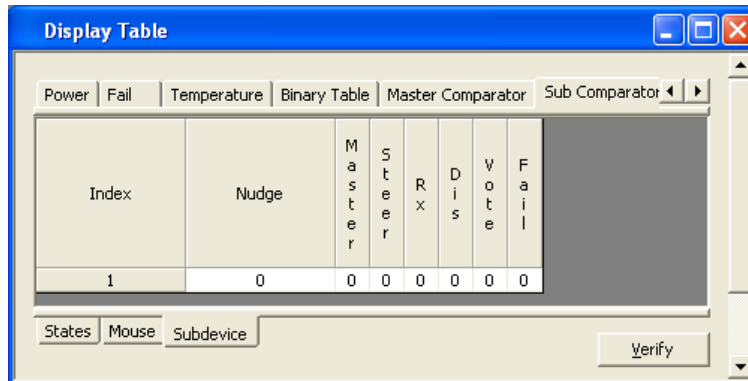 Display Table
Power Fail Temperature Binary Table Master Comparator Sub Comparator
Index Nudge Master Steer Rx Dis Vote Fail
1 0 0 0 0 0 0 0
States Mouse Subdevice
Verify